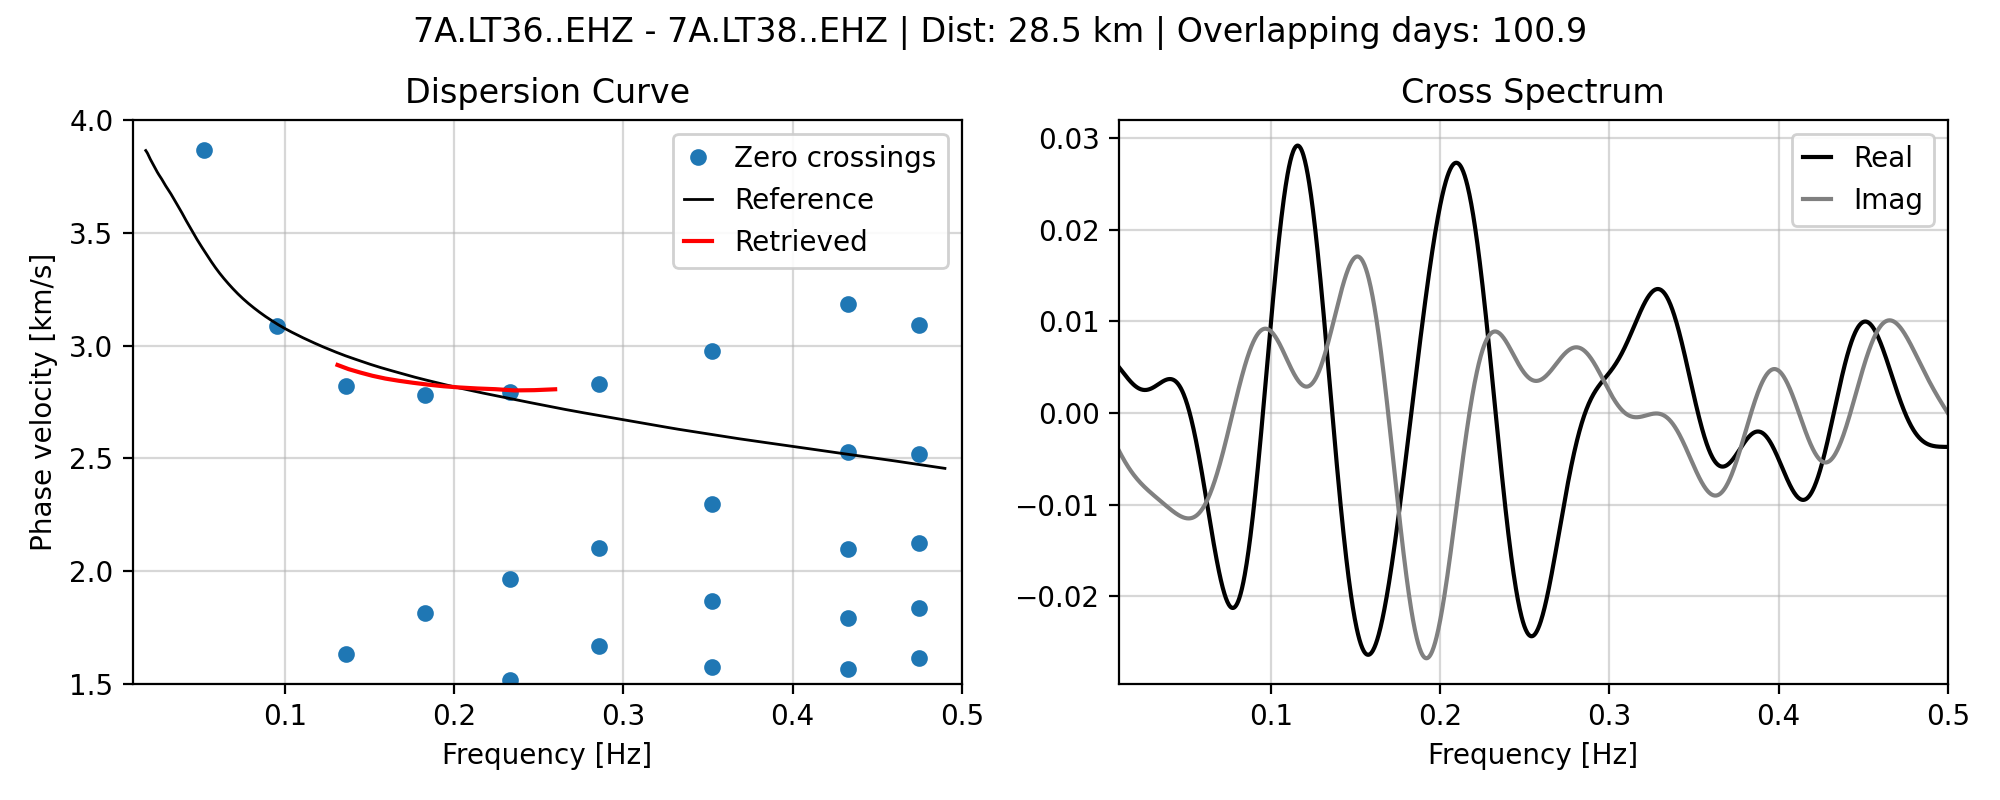 7A.LT36..EHZ - 7A.LT38..EHZ | Dist: 28.5 km | Overlapping days: 100.9
Dispersion Curve
4.0
3.5
3.0
2.5
2.0
1.5
Phase velocity [km/s]
Zero crossings
Reference
Retrieved
0.1 0.2 0.3 0.4 0.5
Frequency [Hz]
Cross Spectrum
0.03
0.02
0.01
0.00
−0.01
−0.02
Real
Imag
0.1 0.2 0.3 0.4 0.5
Frequency [Hz]